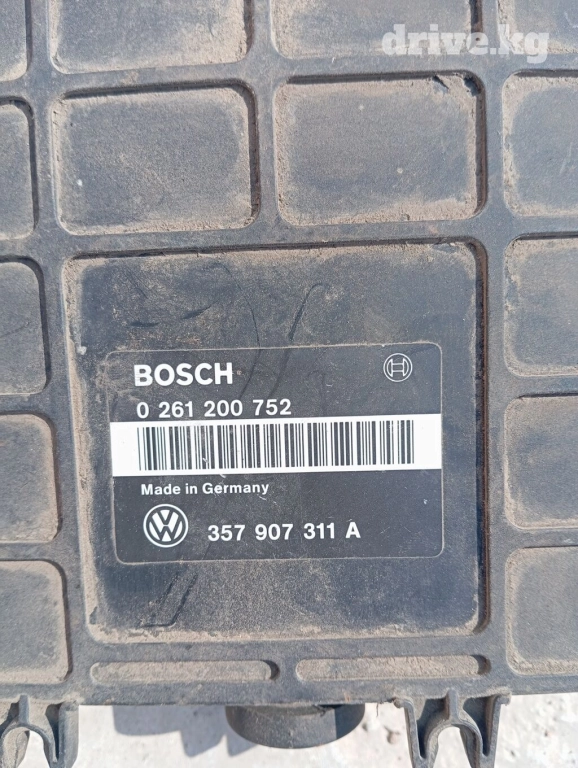 drive.kg
BOSCH
0 261 200 752
Made in Germany
357 907 311 A